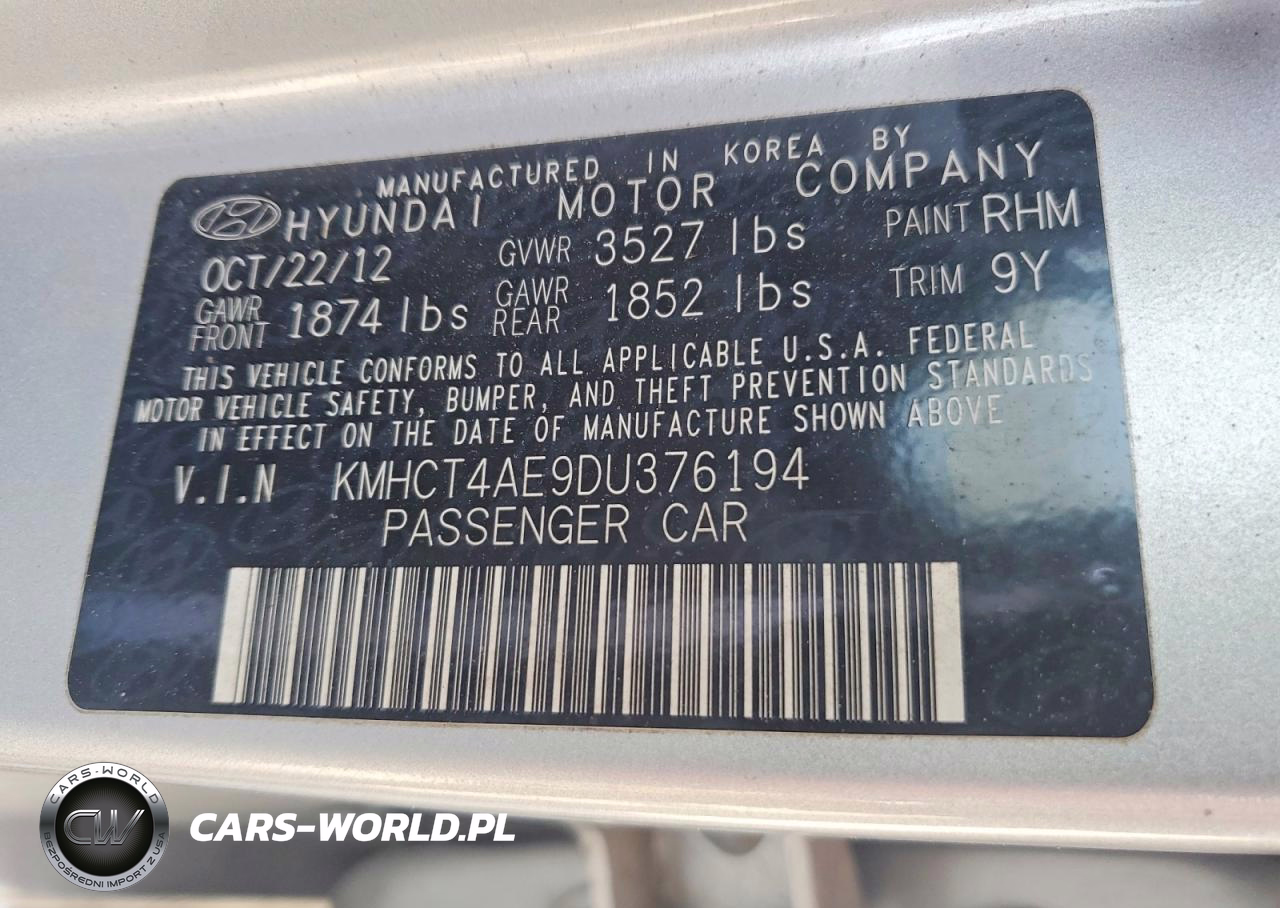 MANUFACTURED IN KOREA BY
HYUNDAI MOTOR COMPANY
OCT/22/12 GVWR 3527 lbs PAINT RHM
GAWR FRONT 1874 lbs GAWR REAR 1852 lbs TRIM 9Y
THIS VEHICLE CONFORMS TO ALL APPLICABLE U.S.A. FEDERAL
MOTOR VEHICLE SAFETY, BUMPER, AND THEFT PREVENTION STANDARDS
IN EFFECT ON THE DATE OF MANUFACTURE SHOWN ABOVE
V.I.N KMHCT4AE9DU376194
PASSENGER CAR
CARS-WORLD
CW
BEZPOŚREDNI IMPORT Z USA
CARS-WORLD.PL